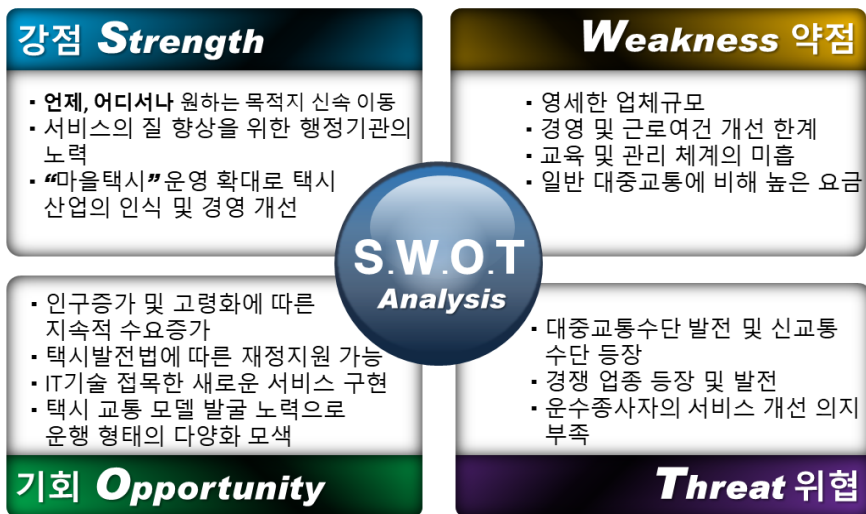 강점 Strength
▪ 언제, 어디서나 원하는 목적지 신속 이동
▪ 서비스의 질 향상을 위한 행정기관의
노력
▪ “마을택시” 운영 확대로 택시
산업의 인식 및 경영 개선
Weakness 약점
▪ 영세한 업체규모
▪ 경영 및 근로여건 개선 한계
▪ 교육 및 관리 체계의 미흡
▪ 일반 대중교통에 비해 높은 요금
S.W.O.T
Analysis
▪ 인구증가 및 고령화에 따른
지속적 수요증가
▪ 택시발전법에 따른 재정지원 가능
▪ IT기술 접목한 새로운 서비스 구현
▪ 택시 교통 모델 발굴 노력으로
운행 형태의 다양화 모색
기회 Opportunity
▪ 대중교통수단 발전 및 신교통
수단 등장
▪ 경쟁 업종 등장 및 발전
▪ 운수종사자의 서비스 개선 의지
부족
Threat 위협